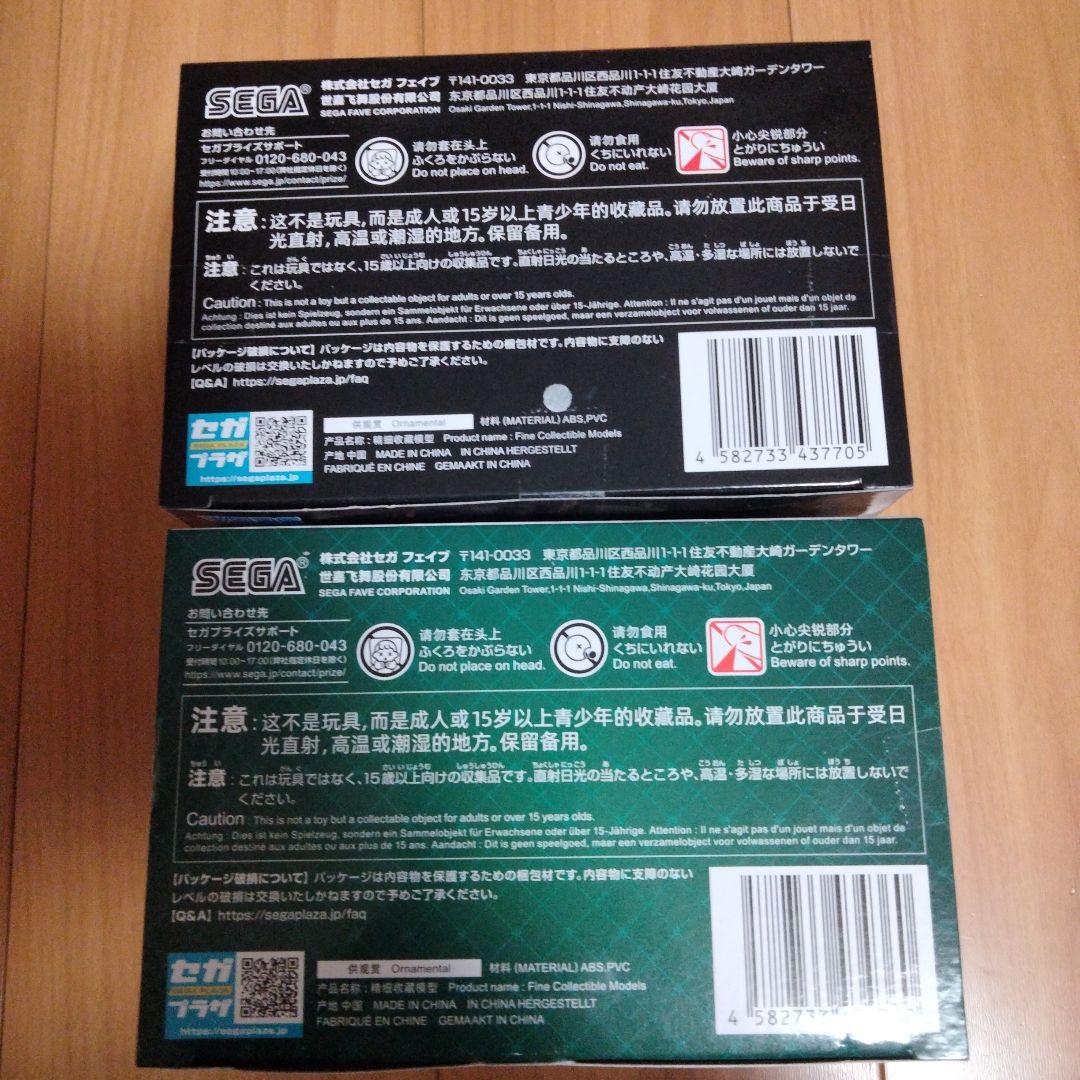 SEGA
株式会社セガ フェイブ 〒141-0033 東京都品川区西品川1-1-1住友不動産大崎ガーデンタワー
世嘉飞舞股份有限公司 东京都品川区西品川1-1-1住友不动产大崎花园大厦
SEGA FAVE CORPORATION Osaki Garden Tower,1-1-1 Nishi-Shinagawa,Shinagawa-ku,Tokyo,Japan
お問い合わせ先
セガプライズサポート
フリーダイヤル 0120-680-043
受付時間10:00~17:00(弊社指定休日を除く)
https://www.sega.jp/contact/prize/
请勿套在头上
ふくろをかぶらない
Do not place on head.
请勿食用
くちにいれない
Do not eat.
小心尖锐部分
とがりにちゅうい
Beware of sharp points.
注意:这不是玩具,而是成人或15岁以上青少年的收藏品。请勿放置此商品于受日
光直射,高温或潮湿的地方。保留备用。
注意:これは玩具ではなく、15歳以上向けの収集品です。直射日光の当たるところや、高温・多湿な場所には放置しないで
ください。
Caution : This is not a toy but a collectable object for adults or over 15 years olds.
Achtung : Dies ist kein Spielzeug, sondern ein Sammelobjekt für Erwachsene oder über 15-Jährige. Attention : Il ne s'agit pas d'un jouet mais d'un objet de
collection destiné aux adultes ou aux plus de 15 ans. Aandacht : Dit is geen speelgoed, maar een verzamelobject voor volwassenen of ouder dan 15 jaar.
【パッケージ破損について】パッケージは内容物を保護するための梱包材です。内容物に支障のない
レベルの破損は交換いたしかねますので予めご了承ください。
【Q&A】https://segaplaza.jp/faq
セガ
SEGA PLAZA
プラザ
https://segaplaza.jp
供观赏 Ornamental 材料 (MATERIAL) ABS,PVC
产品名称:精细收藏模型 Product name : Fine Collectible Models
产地 中国 MADE IN CHINA IN CHINA HERGESTELLT
FABRIQUÉ EN CHINE GEMAAKT IN CHINA
4 582733 437705
SEGA
株式会社セガ フェイブ 〒141-0033 東京都品川区西品川1-1-1住友不動産大崎ガーデンタワー
世嘉飞舞股份有限公司 东京都品川区西品川1-1-1住友不动产大崎花园大厦
SEGA FAVE CORPORATION Osaki Garden Tower,1-1-1 Nishi-Shinagawa,Shinagawa-ku,Tokyo,Japan
お問い合わせ先
セガプライズサポート
フリーダイヤル 0120-680-043
受付時間10:00~17:00(弊社指定休日を除く)
https://www.sega.jp/contact/prize/
请勿套在头上
ふくろをかぶらない
Do not place on head.
请勿食用
くちにいれない
Do not eat.
小心尖锐部分
とがりにちゅうい
Beware of sharp points.
注意:这不是玩具,而是成人或15岁以上青少年的收藏品。请勿放置此商品于受日
光直射,高温或潮湿的地方。保留备用。
注意:これは玩具ではなく、15歳以上向けの収集品です。直射日光の当たるところや、高温・多湿な場所には放置しないで
ください。
Caution : This is not a toy but a collectable object for adults or over 15 years olds.
Achtung : Dies ist kein Spielzeug, sondern ein Sammelobjekt für Erwachsene oder über 15-Jährige. Attention : Il ne s'agit pas d'un jouet mais d'un objet de
collection destiné aux adultes ou aux plus de 15 ans. Aandacht : Dit is geen speelgoed, maar een verzamelobject voor volwassenen of ouder dan 15 jaar.
【パッケージ破損について】パッケージは内容物を保護するための梱包材です。内容物に支障のない
レベルの破損は交換いたしかねますので予めご了承ください。
【Q&A】https://segaplaza.jp/faq
セガ
SEGA PLAZA
プラザ
https://segaplaza.jp
供观赏 Ornamental 材料 (MATERIAL) ABS,PVC
产品名称:精细收藏模型 Product name : Fine Collectible Models
产地 中国 MADE IN CHINA IN CHINA HERGESTELLT
FABRIQUÉ EN CHINE GEMAAKT IN CHINA
4